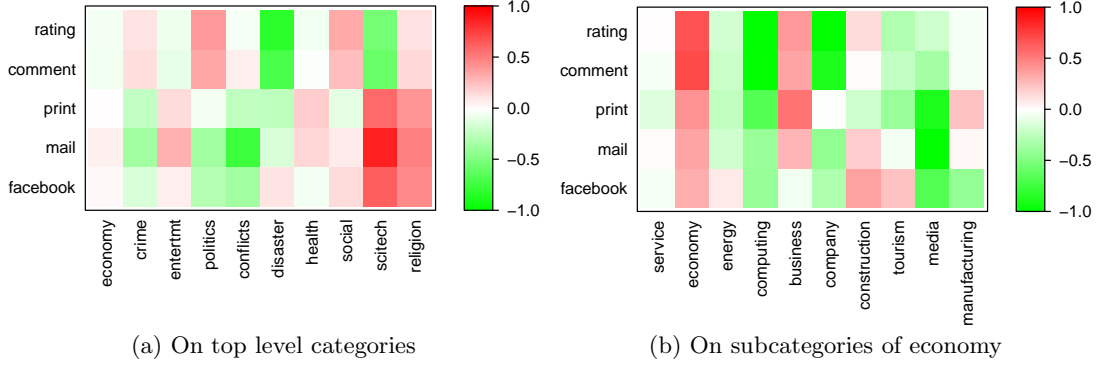 rating
comment
print
mail
facebook
economy
crime
entertmt
politics
conflicts
disaster
health
social
scitech
religion
1.0
0.5
0.0
−0.5
−1.0
(a) On top level categories
rating
comment
print
mail
facebook
service
economy
energy
computing
business
company
construction
tourism
media
manufacturing
1.0
0.5
0.0
−0.5
−1.0
(b) On subcategories of economy